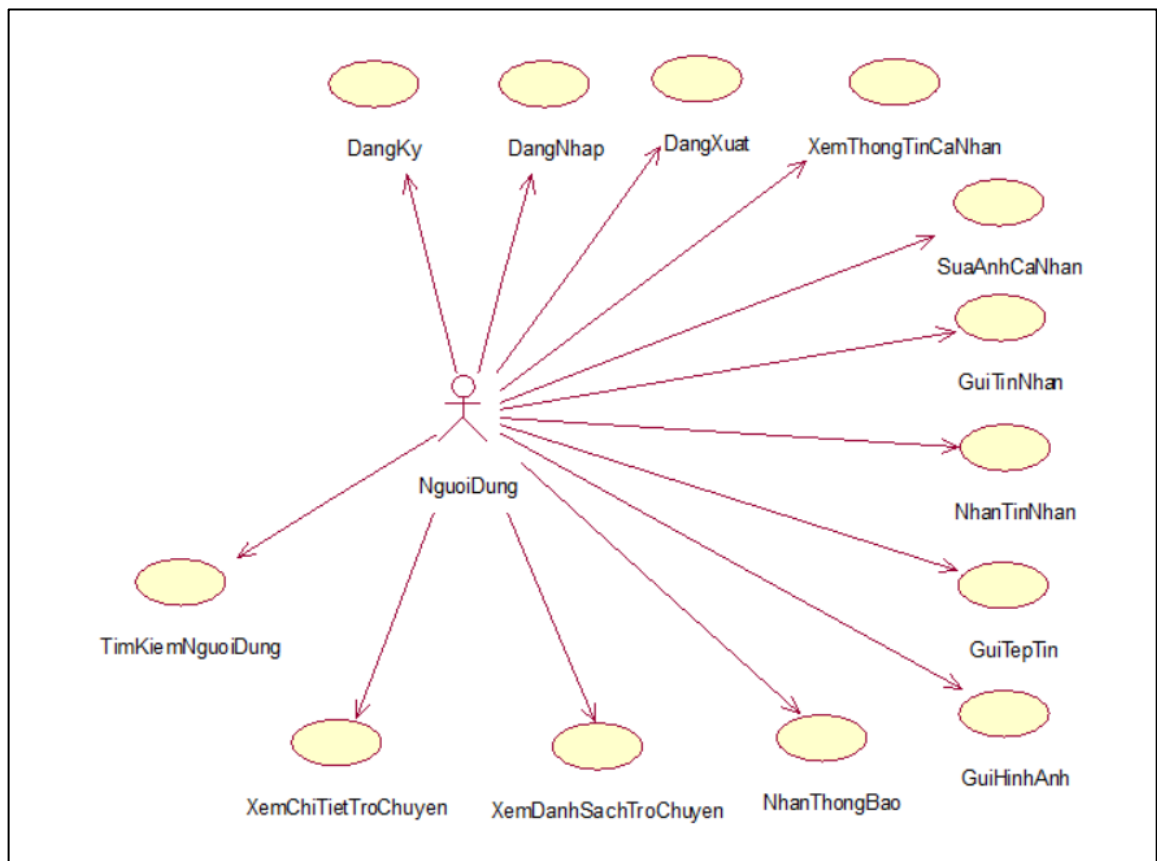 DangKy
DangNhap
DangXuat
XemThongTinCaNhan
SuaAnhCaNhan
GuiTinNhan
NguoiDung
NhanTinNhan
TimKiemNguoiDung
GuiTepTin
XemChiTietTroChuyen
XemDanhSachTroChuyen
NhanThongBao
GuiHinhAnh